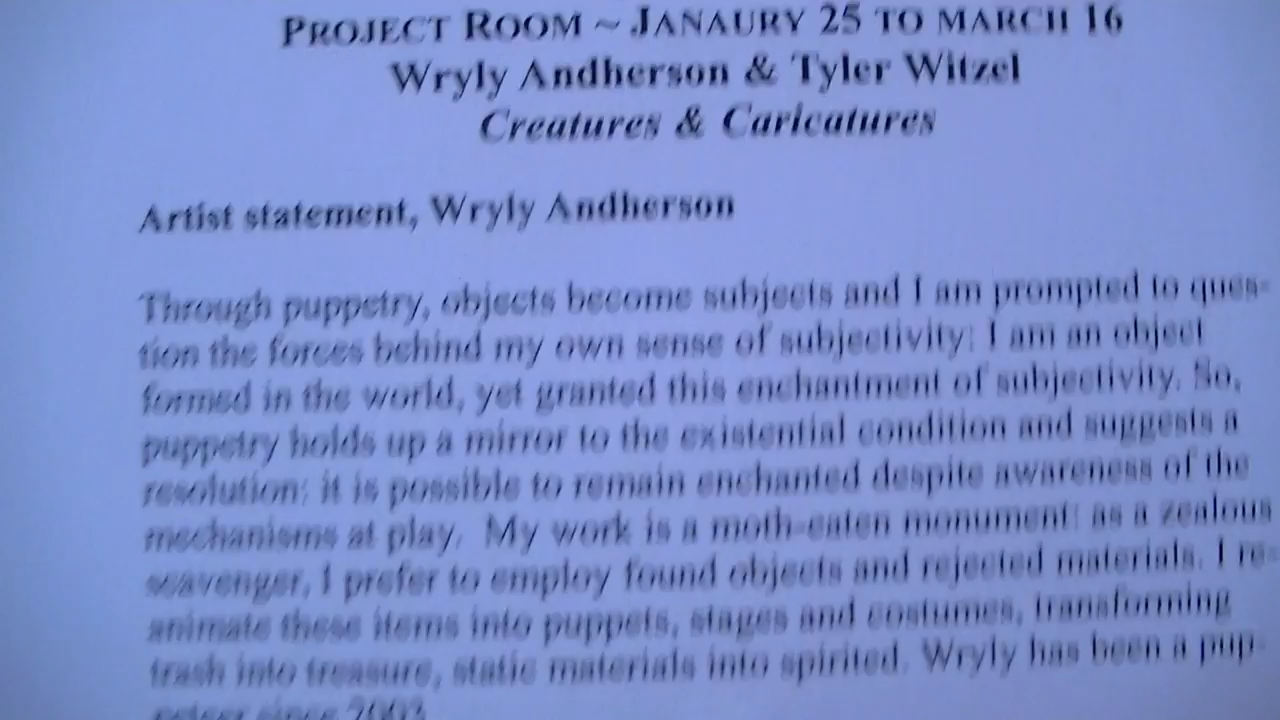 PROJECT ROOM ~ JANAURY 25 TO MARCH 16
Wryly Andherson & Tyler Witzel
Creatures & Caricatures
Artist statement, Wryly Andherson
Through puppetry, objects become subjects and I am prompted to ques-
tion the forces behind my own sense of subjectivity: I am an object
formed in the world, yet granted this enchantment of subjectivity. So,
puppetry holds up a mirror to the existential condition and suggests a
resolution: it is possible to remain enchanted despite awareness of the
mechanisms at play. My work is a moth-eaten monument: as a zealous
scavenger, I prefer to employ found objects and rejected materials. I re-
animate these items into puppets, stages and costumes, transforming
trash into treasure, static materials into spirited. Wryly has been a pup-
peteer since 2003